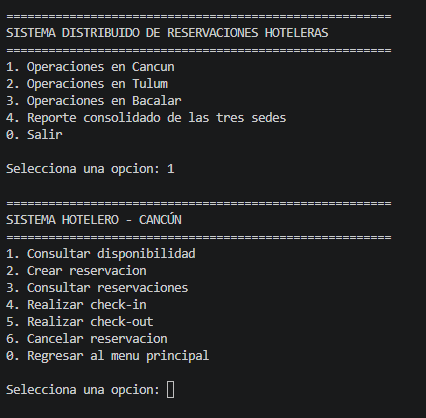 =======================================================
SISTEMA DISTRIBUIDO DE RESERVACIONES HOTELERAS
=======================================================
1. Operaciones en Cancun
2. Operaciones en Tulum
3. Operaciones en Bacalar
4. Reporte consolidado de las tres sedes
0. Salir
Selecciona una opcion: 1
=======================================================
SISTEMA HOTELERO - CANCÚN
=======================================================
1. Consultar disponibilidad
2. Crear reservacion
3. Consultar reservaciones
4. Realizar check-in
5. Realizar check-out
6. Cancelar reservacion
0. Regresar al menu principal
Selecciona una opcion: